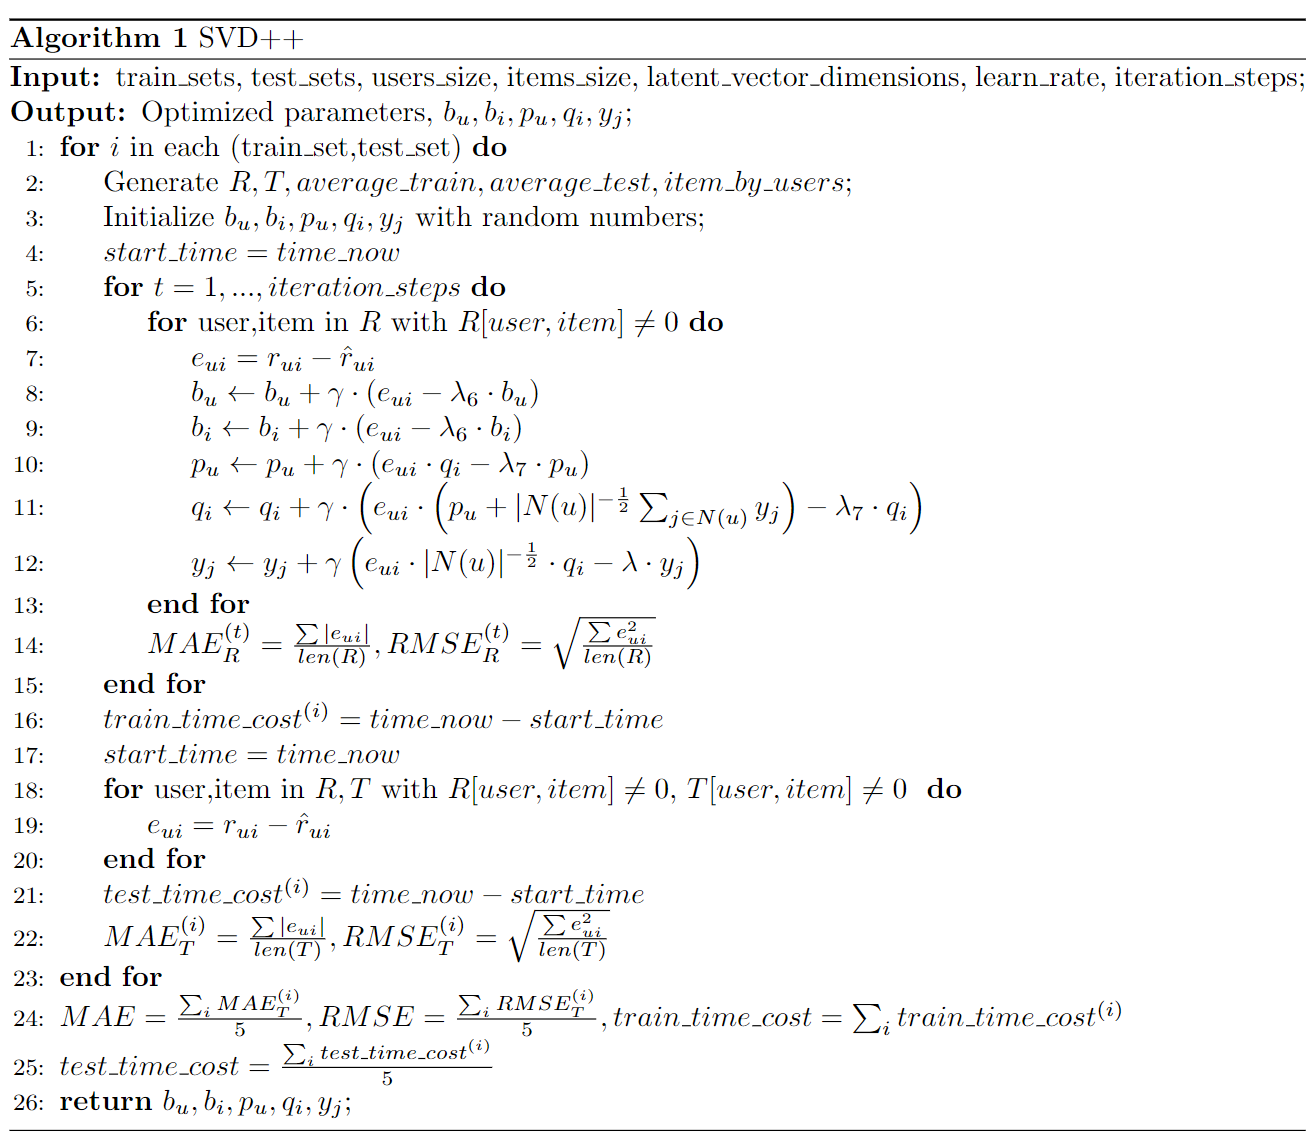 Algorithm 1 SVD++
Input: train_sets, test_sets, users_size, items_size, latent_vector_dimensions, learn_rate, iteration_steps;
Output: Optimized parameters, $b_u, b_i, p_u, q_i, y_j$;
1: for $i$ in each (train_set,test_set) do
2: Generate $R, T, average\_train, average\_test, item\_by\_users$;
3: Initialize $b_u, b_i, p_u, q_i, y_j$ with random numbers;
4: $start\_time = time\_now$
5: for $t = 1, ..., iteration\_steps$ do
6: for user,item in $R$ with $R[user, item] \neq 0$ do
7: $e_{ui} = r_{ui} - \hat{r}_{ui}$
8: $b_u \leftarrow b_u + \gamma \cdot (e_{ui} - \lambda_6 \cdot b_u)$
9: $b_i \leftarrow b_i + \gamma \cdot (e_{ui} - \lambda_6 \cdot b_i)$
10: $p_u \leftarrow p_u + \gamma \cdot (e_{ui} \cdot q_i - \lambda_7 \cdot p_u)$
11: $q_i \leftarrow q_i + \gamma \cdot \left(e_{ui} \cdot \left(p_u + |N(u)|^{-\frac{1}{2}} \sum_{j \in N(u)} y_j\right) - \lambda_7 \cdot q_i\right)$
12: $y_j \leftarrow y_j + \gamma \left(e_{ui} \cdot |N(u)|^{-\frac{1}{2}} \cdot q_i - \lambda \cdot y_j\right)$
13: end for
14: $MAE_R^{(t)} = \frac{\sum |e_{ui}|}{len(R)}, RMSE_R^{(t)} = \sqrt{\frac{\sum e_{ui}^2}{len(R)}}$
15: end for
16: $train\_time\_cost^{(i)} = time\_now - start\_time$
17: $start\_time = time\_now$
18: for user,item in $R, T$ with $R[user, item] \neq 0$, $T[user, item] \neq 0$ do
19: $e_{ui} = r_{ui} - \hat{r}_{ui}$
20: end for
21: $test\_time\_cost^{(i)} = time\_now - start\_time$
22: $MAE_T^{(i)} = \frac{\sum |e_{ui}|}{len(T)}, RMSE_T^{(i)} = \sqrt{\frac{\sum e_{ui}^2}{len(T)}}$
23: end for
24: $MAE = \frac{\sum_i MAE_T^{(i)}}{5}, RMSE = \frac{\sum_i RMSE_T^{(i)}}{5}, train\_time\_cost = \sum_i train\_time\_cost^{(i)}$
25: $test\_time\_cost = \frac{\sum_i test\_time\_cost^{(i)}}{5}$
26: return $b_u, b_i, p_u, q_i, y_j$;